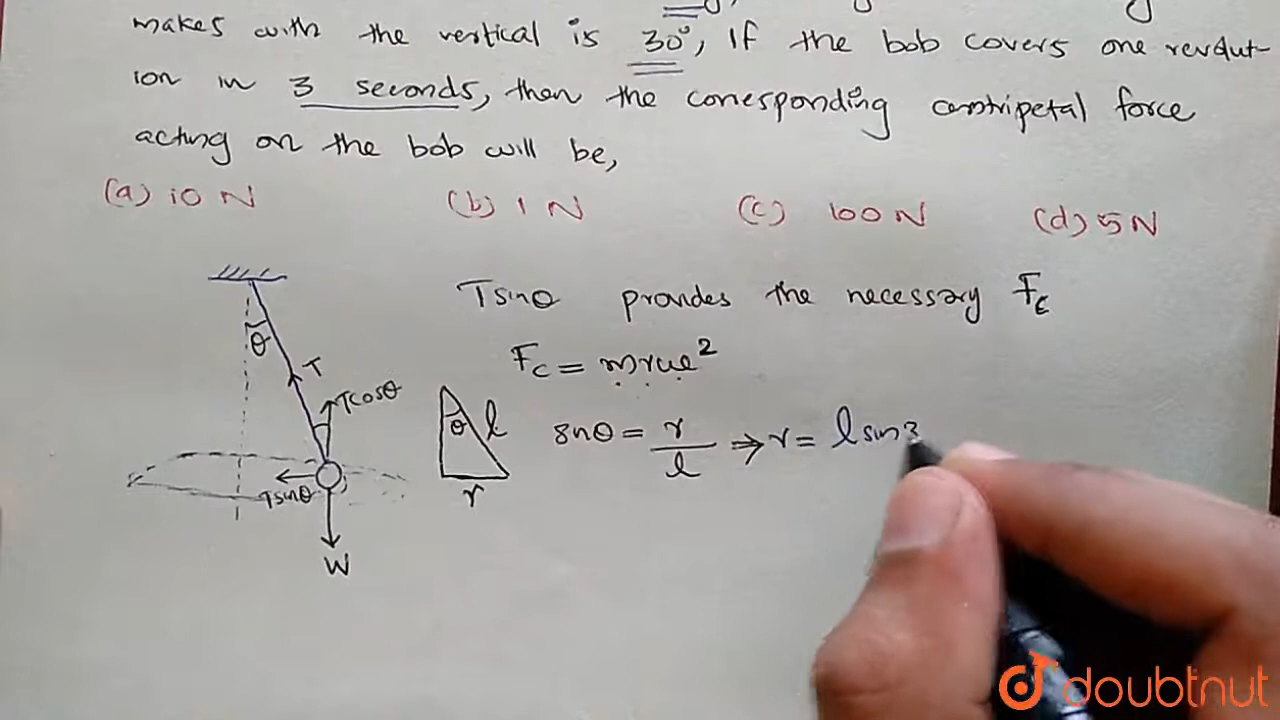 makes with the vertical is 30°, If the bob covers one revolut-
ion in 3 seconds, then the corresponding centripetal force
acting on the bob will be,
(a) 10 N (b) 1 N (c) 100 N (d) 5 N
Tsinθ provides the necessary Fc
θ
Fc = mrω²
T
Tcosθ
θ l sinθ = r/l ⇒ r = l sin 3
Tsinθ
r
W
doubtnut